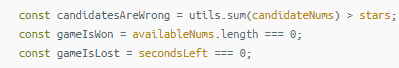 const candidatesAreWrong = utils.sum(candidateNums) > stars;
const gameIsWon = availableNums.length === 0;
const gameIsLost = secondsLeft === 0;